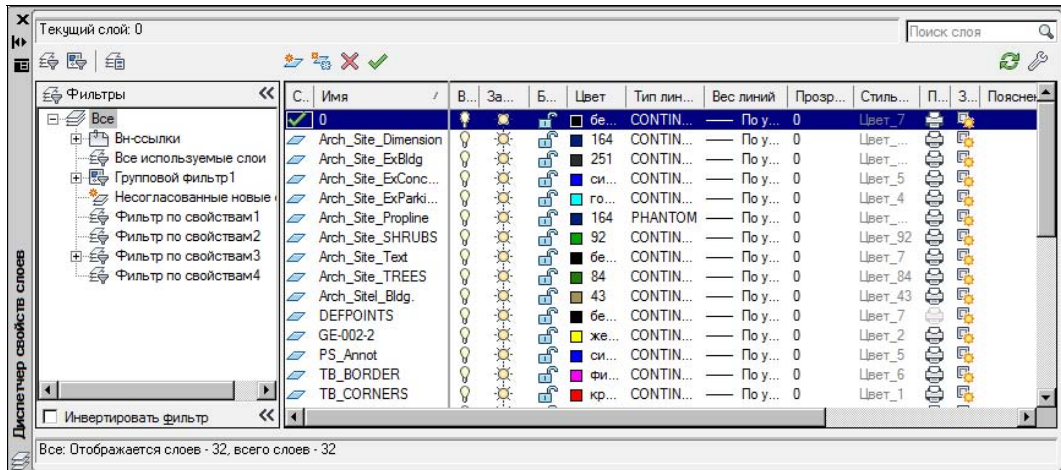 Текущий слой: 0
Поиск слоя
Фильтры
Все
Вн-ссылки
Все используемые слои
Групповой фильтр1
Несогласованные новые
Фильтр по свойствам1
Фильтр по свойствам2
Фильтр по свойствам3
Фильтр по свойствам4
Инвертировать фильтр
С.. Имя / В... За... Б... Цвет Тип лин... Вес линий Прозр... Стиль... П... З... Пояснен
0 бе... CONTIN... По у... 0 Цвет_7
Arch_Site_Dimension 164 CONTIN... По у... 0 Цвет_...
Arch_Site_ExBldg 251 CONTIN... По у... 0 Цвет_...
Arch_Site_ExConc... си... CONTIN... По у... 0 Цвет_5
Arch_Site_ExParki... го... CONTIN... По у... 0 Цвет_4
Arch_Site_Propline 164 PHANTOM По у... 0 Цвет_...
Arch_Site_SHRUBS 92 CONTIN... По у... 0 Цвет_92
Arch_Site_Text бе... CONTIN... По у... 0 Цвет_7
Arch_Site_TREES 84 CONTIN... По у... 0 Цвет_84
Arch_Sitel_Bldg. 43 CONTIN... По у... 0 Цвет_43
DEFPOINTS бе... CONTIN... По у... 0 Цвет_7
GE-002-2 же... CONTIN... По у... 0 Цвет_2
PS_Annot си... CONTIN... По у... 0 Цвет_5
TB_BORDER фи... CONTIN... По у... 0 Цвет_6
TB_CORNERS кр... CONTIN... По у... 0 Цвет_1
Все: Отображается слоев - 32, всего слоев - 32
Диспетчер свойств слоев